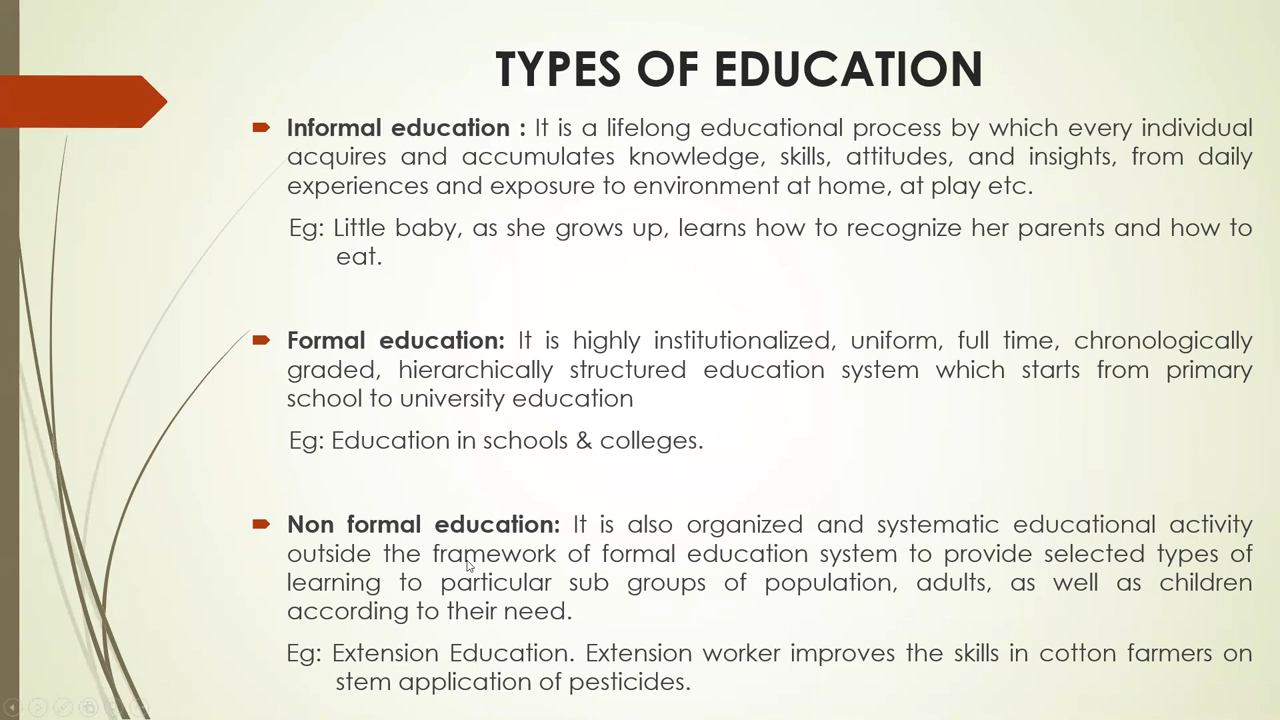 TYPES OF EDUCATION
Informal education : It is a lifelong educational process by which every individual
acquires and accumulates knowledge, skills, attitudes, and insights, from daily
experiences and exposure to environment at home, at play etc.
Eg: Little baby, as she grows up, learns how to recognize her parents and how to
eat.
Formal education: It is highly institutionalized, uniform, full time, chronologically
graded, hierarchically structured education system which starts from primary
school to university education
Eg: Education in schools & colleges.
Non formal education: It is also organized and systematic educational activity
outside the framework of formal education system to provide selected types of
learning to particular sub groups of population, adults, as well as children
according to their need.
Eg: Extension Education. Extension worker improves the skills in cotton farmers on
stem application of pesticides.